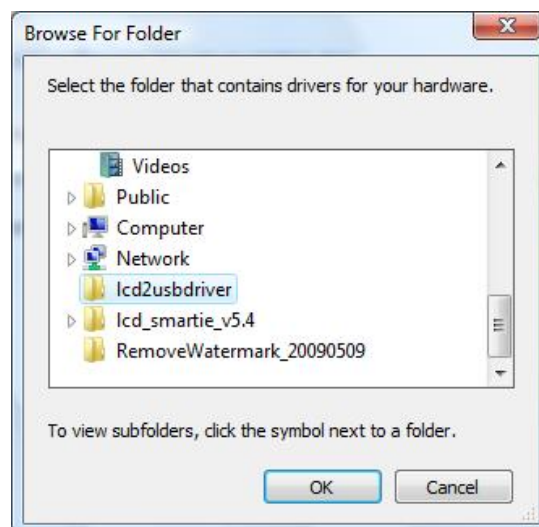 Browse For Folder
Select the folder that contains drivers for your hardware.
Videos
Public
Computer
Network
lcd2usbdriver
lcd_smartie_v5.4
RemoveWatermark_20090509
To view subfolders, click the symbol next to a folder.
OK
Cancel